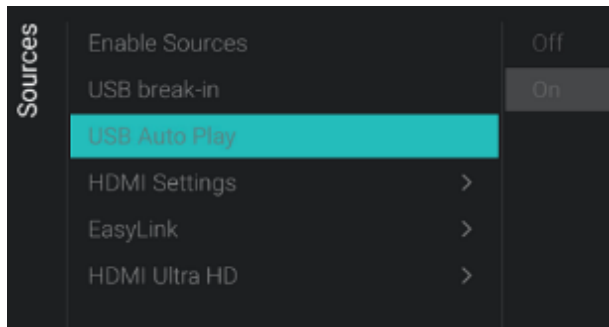 Sources
Enable Sources
Off
USB break-in
On
USB Auto Play
HDMI Settings
EasyLink
HDMI Ultra HD